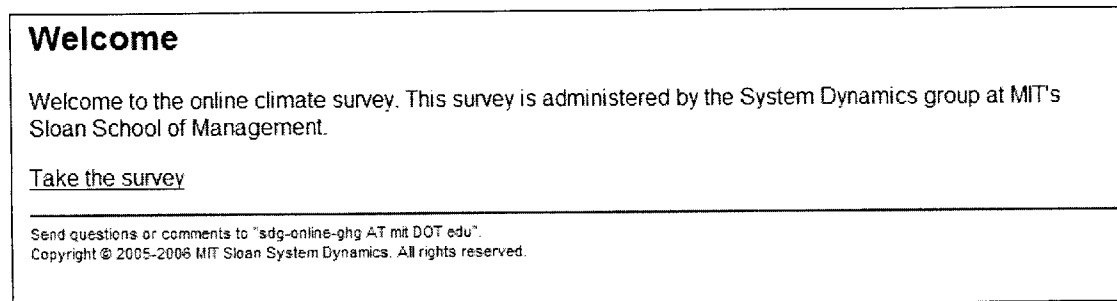 Welcome
Welcome to the online climate survey. This survey is administered by the System Dynamics group at MIT's
Sloan School of Management.
Take the survey
Send questions or comments to "sdg-online-ghg AT mit DOT edu".
Copyright © 2005-2006 MIT Sloan System Dynamics. All rights reserved.